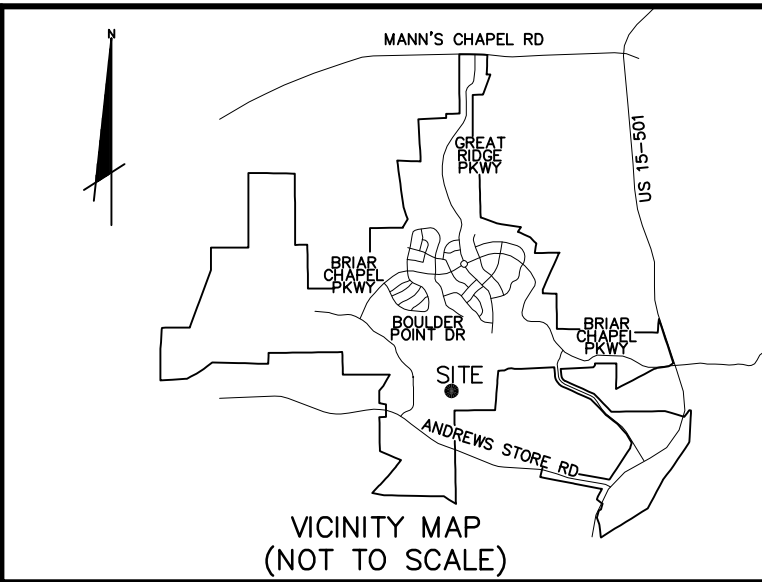 N
MANN'S CHAPEL RD
GREAT
RIDGE
PKWY
US 15-501
BRIAR
CHAPEL
PKWY
BOULDER
POINT DR
BRIAR
CHAPEL
PKWY
SITE
ANDREWS STORE RD
VICINITY MAP
(NOT TO SCALE)